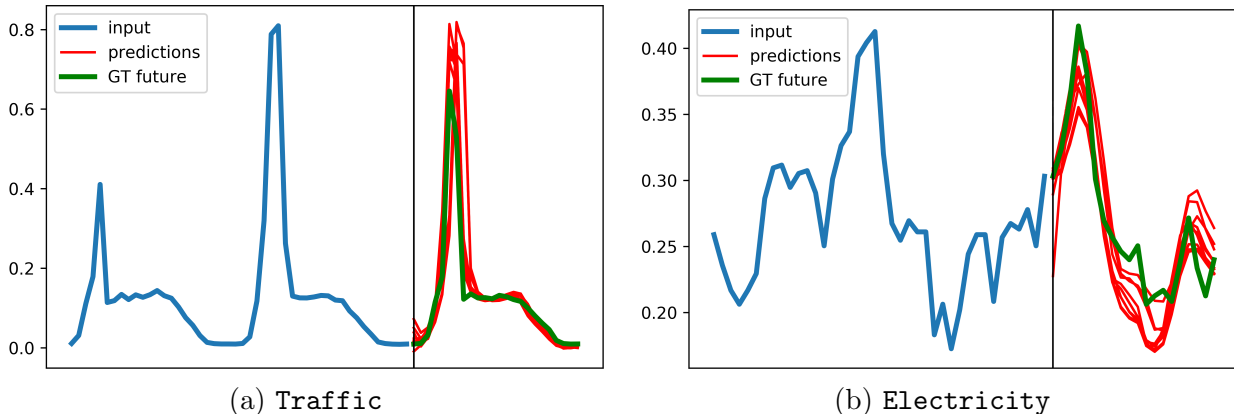 0.8
0.6
0.4
0.2
0.0
input
predictions
GT future
(a) Traffic
0.40
0.35
0.30
0.25
0.20
input
predictions
GT future
(b) Electricity